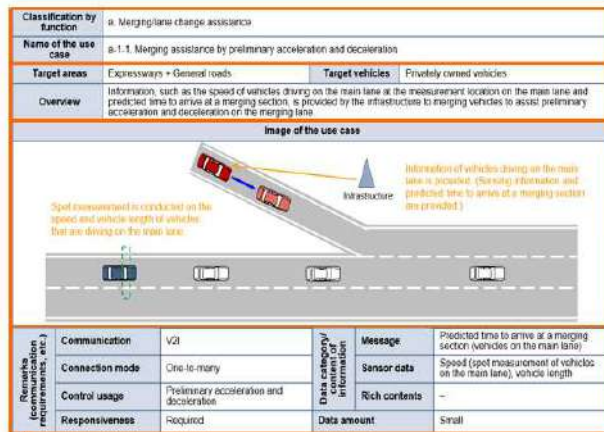 Classification by function
a. Merging/lane change assistance
Name of the use case
a-1-1. Merging assistance by preliminary acceleration and deceleration
Target areas
Expressways + General roads
Target vehicles
Privately owned vehicles
Overview
Information, such as the speed of vehicles driving on the main lane at the measurement location on the main lane and
predicted time to arrive at a merging section, is provided by the infrastructure to merging vehicles to assist preliminary
acceleration and deceleration on the merging lane.
Image of the use case
Spot measurement is conducted on the
speed and vehicle length of vehicles
that are driving on the main lane.
Infrastructure
Information of vehicles driving on the main
lane is provided. (Sensing information and
predicted time to arrive at a merging section
are provided.)
Remarks
(communication
requirements, etc.)
Communication
V2I
Connection mode
One-to-many
Control usage
Preliminary acceleration and
deceleration
Responsiveness
Required
Data category/
content of
information
Message
Predicted time to arrive at a merging
section (vehicles on the main lane)
Sensor data
Speed (spot measurement of vehicles
on the main lane), vehicle length
Rich contents
–
Data amount
Small